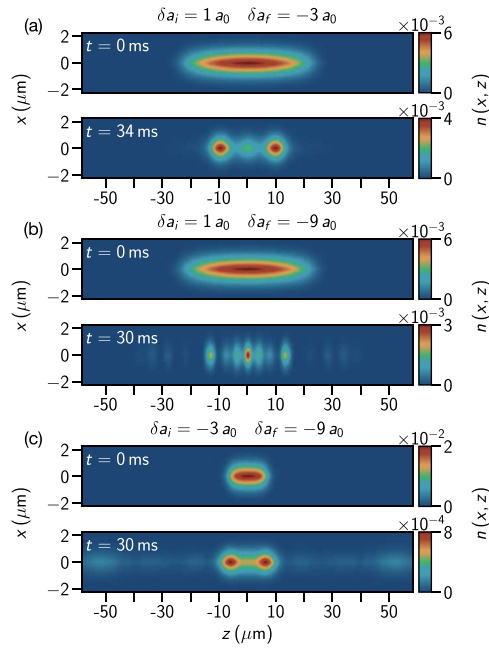 (a)
δa_i = 1 a_0 δa_f = −3 a_0
×10^−3
t = 0 ms
2
0
−2
x (μm)
6
0
×10^−3
t = 34 ms
2
0
−2
4
0
n(x, z)
-50 -30 -10 10 30 50
(b)
δa_i = 1 a_0 δa_f = −9 a_0
×10^−3
t = 0 ms
2
0
−2
x (μm)
6
0
×10^−3
t = 30 ms
2
0
−2
3
0
n(x, z)
-50 -30 -10 10 30 50
(c)
δa_i = −3 a_0 δa_f = −9 a_0
×10^−2
t = 0 ms
2
0
−2
x (μm)
2
0
×10^−4
t = 30 ms
2
0
−2
8
0
n(x, z)
-50 -30 -10 10 30 50
z (μm)